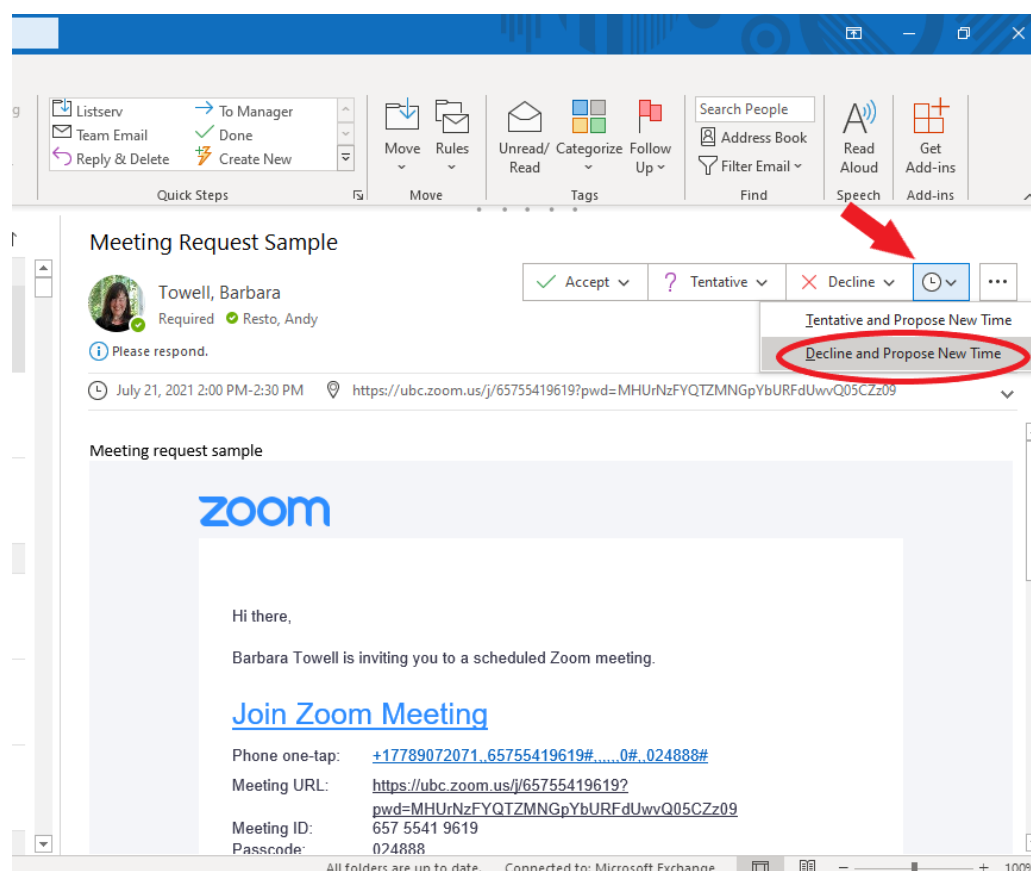 g
Listserv
To Manager
Team Email
Done
Reply & Delete
Create New
Quick Steps
Move
Rules
Move
Unread/
Read
Categorize
Follow
Up
Tags
Search People
Address Book
Filter Email
Find
Read
Aloud
Speech
Get
Add-ins
Add-ins
Meeting Request Sample
Accept
Tentative
Decline
Towell, Barbara
Required Resto, Andy
Tentative and Propose New Time
Decline and Propose New Time
Please respond.
July 21, 2021 2:00 PM-2:30 PM https://ubc.zoom.us/j/65755419619?pwd=MHUrNzFYQTZMNGpYbURFdUwvQ05CZz09
Meeting request sample
zoom
Hi there,
Barbara Towell is inviting you to a scheduled Zoom meeting.
Join Zoom Meeting
Phone one-tap: +17789072071,,65755419619#,,,,,,0#,,024888#
Meeting URL: https://ubc.zoom.us/j/65755419619?
pwd=MHUrNzFYQTZMNGpYbURFdUwvQ05CZz09
Meeting ID: 657 5541 9619
Passcode: 024888
All folders are up to date. Connected to: Microsoft Exchange 100%